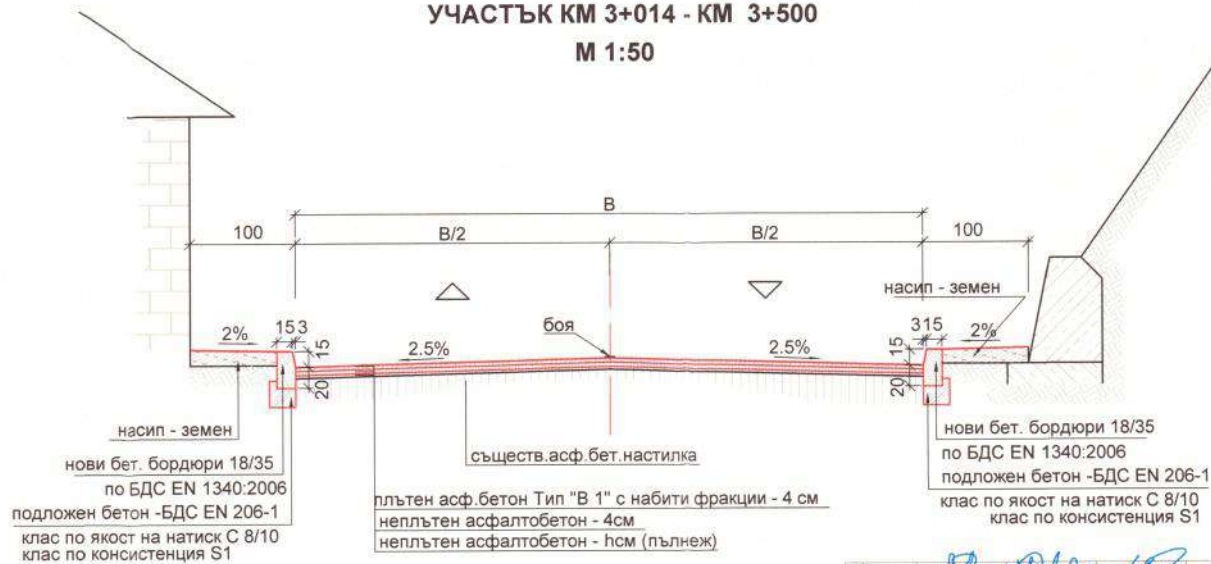 УЧАСТЪК КМ 3+014 - КМ 3+500
М 1:50
В
100
В/2
В/2
100
насип - земен
2%
153
15
2.5%
боя
2.5%
315
15
2%
20
20
насип - земен
нови бет. бордюри 18/35
по БДС EN 1340:2006
подложен бетон -БДС EN 206-1
клас по якост на натиск С 8/10
клас по консистенция S1
съществ.асф.бет.настилка
плътен асф.бетон Тип "В 1" с набити фракции - 4 см
неплътен асфалтобетон - 4см
неплътен асфалтобетон - hсм (пълнеж)
нови бет. бордюри 18/35
по БДС EN 1340:2006
подложен бетон -БДС EN 206-1
клас по якост на натиск С 8/10
клас по консистенция S1